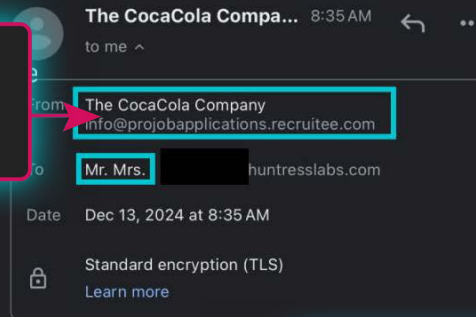 The CocaCola Compa... 8:35 AM
to me
e
From The CocaCola Company
info@projobapplications.recruitee.com
To Mr. Mrs. huntresslabs.com
Date Dec 13, 2024 at 8:35 AM
Standard encryption (TLS)
Learn more